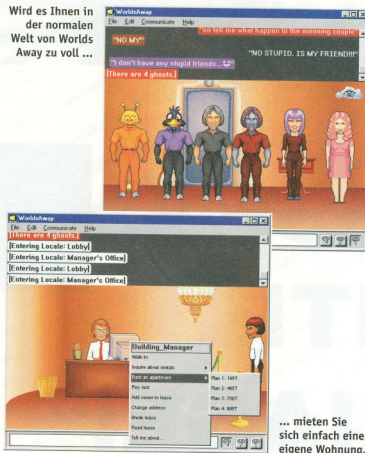 Wird es Ihnen in
der normalen
Welt von Worlds
Away zu voll ...
WorldsAway
File Edit Communicate Help
"so tell me what happen to the mooning couple"
"NO MY"
"NO STUPID. IS MY FRIEND!!!"
"I don't have any stupid friends...
[There are 4 ghosts.]
WorldsAway
File Edit Communicate Help
[There are 4 ghosts.]
[Entering Locale: Lobby]
[Entering Locale: Manager's Office]
[Entering Locale: Lobby]
[Entering Locale: Manager's Office]
Building_Manager
Walk to
Inquire about rentals
Rent an apartment
Pay rent
Add owner to lease
Change address
Break lease
Read lease
Tell me about...
Plan 1:
Plan 2:
Plan 3:
Plan 4:
... mieten Sie
sich einfach eine
eigene Wohnung.